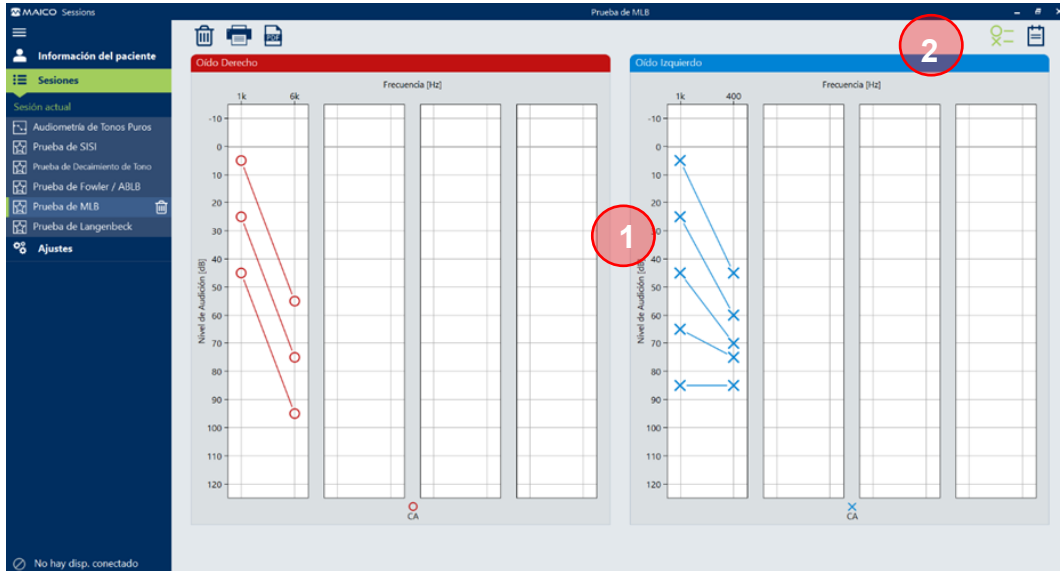 MAICO Sessions
Prueba de MLB
Información del paciente
Sesiones
Sesión actual
Audiometría de Tonos Puros
Prueba de SISI
Prueba de Decaimiento de Tono
Prueba de Fowler / ABLB
Prueba de MLB
Prueba de Langenbeck
Ajustes
No hay disp. conectado
PDF
Oído Derecho
Frecuencia [Hz]
1k 6k
Nivel de Audición [dB]
-10
0
10
20
30
40
50
60
70
80
90
100
110
120
CA
Oído Izquierdo
Frecuencia [Hz]
1k 400
Nivel de Audición [dB]
-10
0
10
20
30
40
50
60
70
80
90
100
110
120
CA
1
2